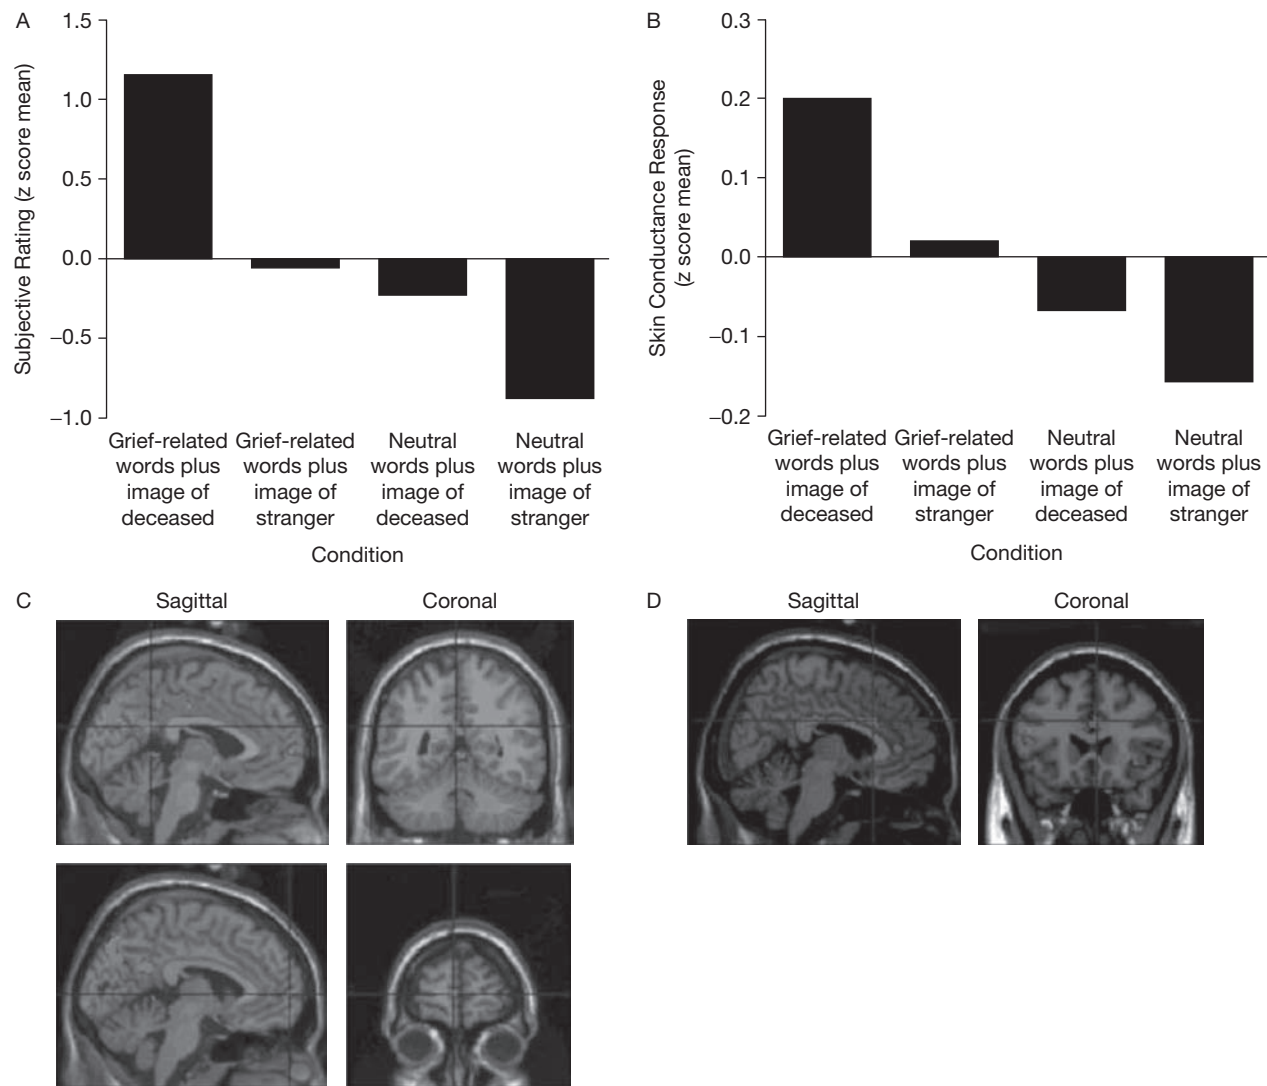 A
1.5
1.0
0.5
0.0
–0.5
–1.0
Subjective Rating (z score mean)
Grief-related
words plus
image of
deceased
Grief-related
words plus
image of
stranger
Neutral
words plus
image of
deceased
Neutral
words plus
image of
stranger
Condition
B
0.3
0.2
0.1
0.0
–0.1
–0.2
Skin Conductance Response
(z score mean)
Grief-related
words plus
image of
deceased
Grief-related
words plus
image of
stranger
Neutral
words plus
image of
deceased
Neutral
words plus
image of
stranger
Condition
C
Sagittal
Coronal
D
Sagittal
Coronal